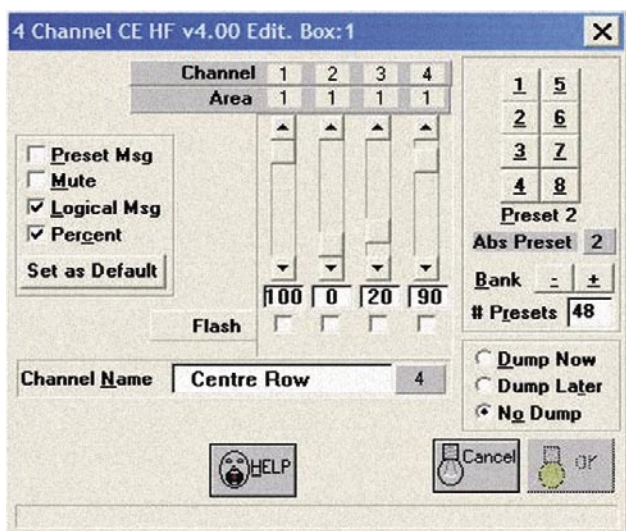 4 Channel CE HF v4.00 Edit. Box:1
Channel 1 2 3 4
Area 1 1 1 1
1 5
2 6
3 7
4 8
Preset 2
Abs Preset 2
Bank - +
# Presets 48
Preset Msg
Mute
Logical Msg
Percent
Set as Default
100 0 20 90
Flash
Channel Name Centre Row 4
Dump Now
Dump Later
No Dump
HELP
Cancel